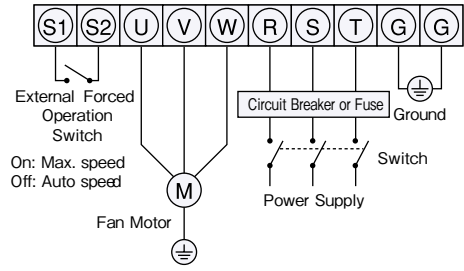 S1 S2 U V W R S T G G
External Forced
Operation
Switch
On: Max. speed
Off: Auto speed
Circuit Breaker or Fuse
Ground
Switch
Power Supply
M
Fan Motor